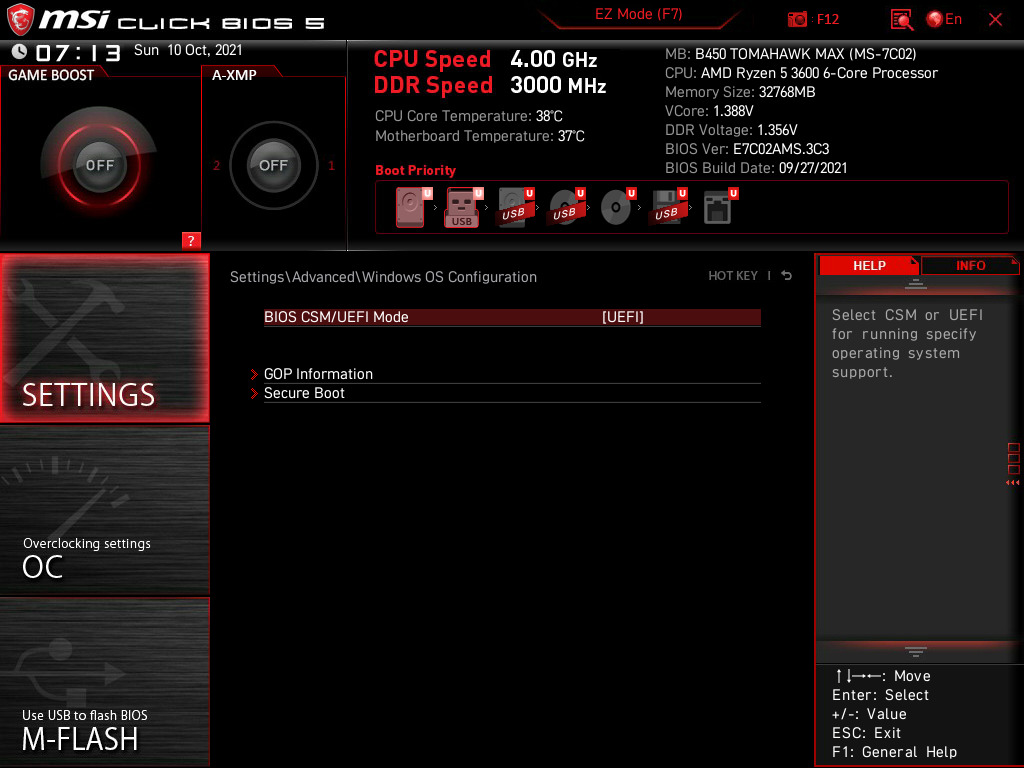 msi CLICK BIOS 5
EZ Mode (F7)
: F12
En
07:13 Sun 10 Oct, 2021
GAME BOOST
OFF
?
A-XMP
2 OFF 1
CPU Speed 4.00 GHz
DDR Speed 3000 MHz
CPU Core Temperature: 38°C
Motherboard Temperature: 37°C
MB: B450 TOMAHAWK MAX (MS-7C02)
CPU: AMD Ryzen 5 3600 6-Core Processor
Memory Size: 32768MB
VCore: 1.388V
DDR Voltage: 1.356V
BIOS Ver: E7C02AMS.3C3
BIOS Build Date: 09/27/2021
Boot Priority
U U U U U U U
USB USB USB USB
SETTINGS
Overclocking settings
OC
Use USB to flash BIOS
M-FLASH
Settings\Advanced\Windows OS Configuration
HOT KEY |
BIOS CSM/UEFI Mode [UEFI]
> GOP Information
> Secure Boot
HELP INFO
Select CSM or UEFI
for running specify
operating system
support.
↑↓→←: Move
Enter: Select
+/-: Value
ESC: Exit
F1: General Help